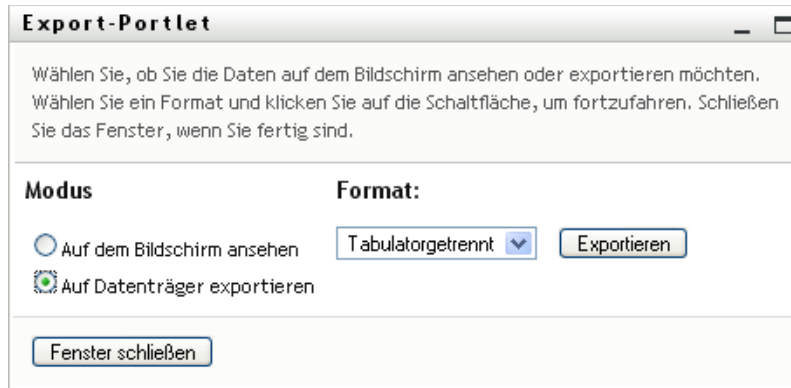 Export-Portlet
Wählen Sie, ob Sie die Daten auf dem Bildschirm ansehen oder exportieren möchten.
Wählen Sie ein Format und klicken Sie auf die Schaltfläche, um fortzufahren. Schließen
Sie das Fenster, wenn Sie fertig sind.
Modus Format:
Auf dem Bildschirm ansehen Tabulatorgetrennt Exportieren
Auf Datenträger exportieren
Fenster schließen